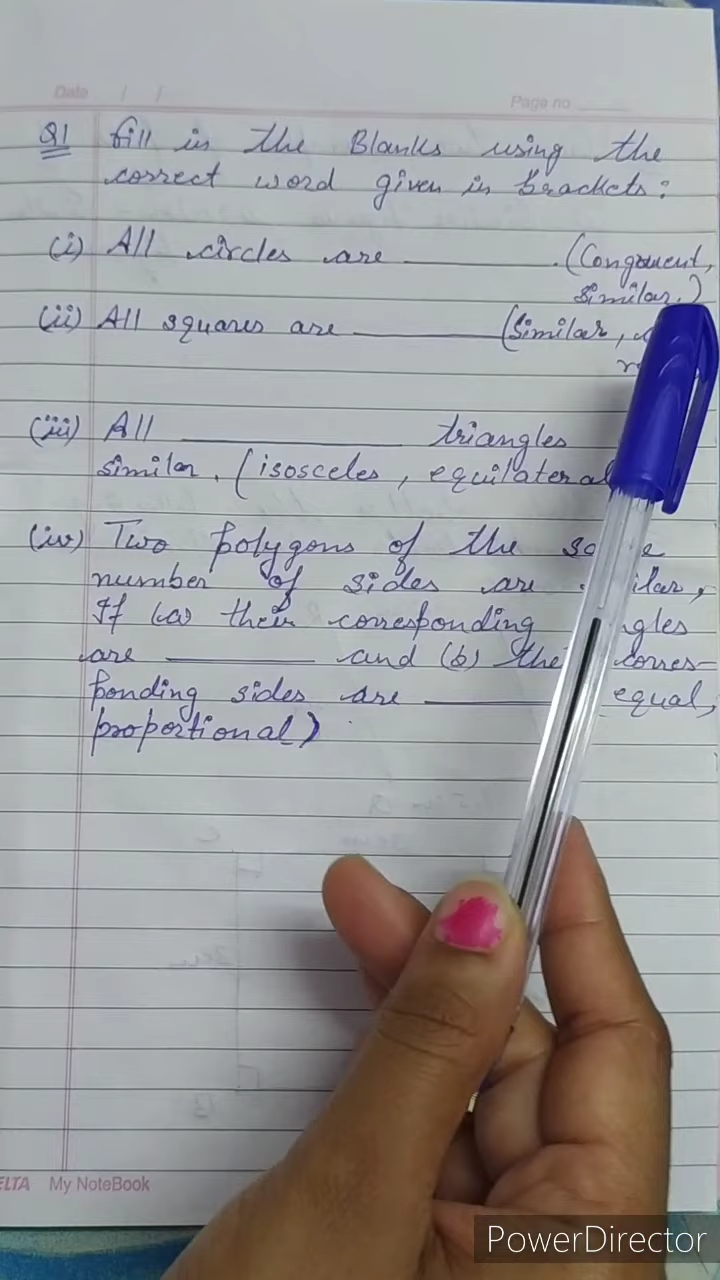 Date / /
Page no
Q1 fill in the Blanks using the
correct word given in brackets:
(i) All circles are ________. (Congruent,
similar.)
(ii) All squares are ________ (similar,
(iii) All ________ triangles
similar. (isosceles, equilateral
(iv) Two polygons of the
number of sides are
If (a) their corresponding
are ________ and (b) corres-
ponding sides are ________ equal,
proportional)
ELTA My NoteBook
PowerDirector